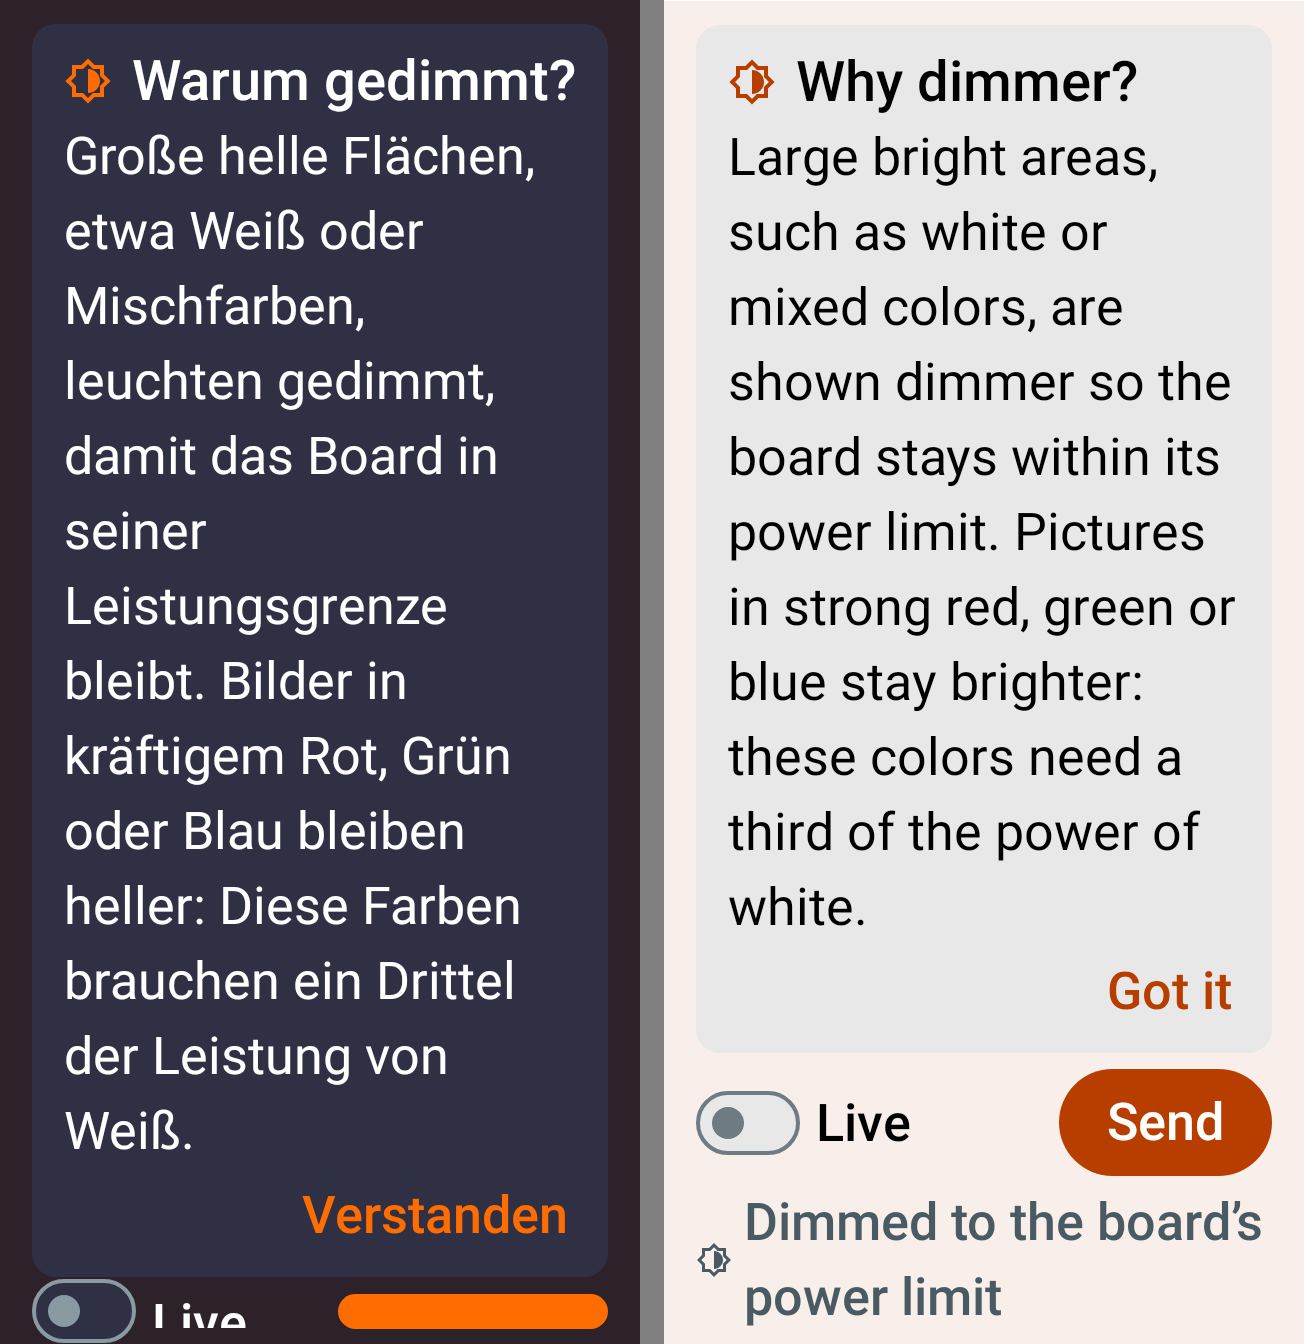 Warum gedimmt?
Große helle Flächen,
etwa Weiß oder
Mischfarben,
leuchten gedimmt,
damit das Board in
seiner
Leistungsgrenze
bleibt. Bilder in
kräftigem Rot, Grün
oder Blau bleiben
heller: Diese Farben
brauchen ein Drittel
der Leistung von
Weiß.
Verstanden
Live
Why dimmer?
Large bright areas,
such as white or
mixed colors, are
shown dimmer so the
board stays within its
power limit. Pictures
in strong red, green or
blue stay brighter:
these colors need a
third of the power of
white.
Got it
Live
Send
Dimmed to the board’s
power limit